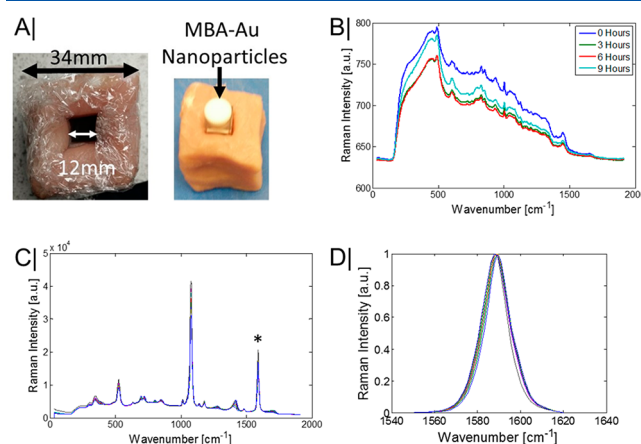 A|
MBA-Au
Nanoparticles
34mm
12mm
B|
800
750
700
650
600
0 500 1000 1500 2000
Raman Intensity [a.u.]
Wavenumber [cm-1]
0 Hours
3 Hours
6 Hours
9 Hours
C|
x 10⁴
5
4
3
2
1
0
0 500 1000 1500 2000
Raman Intensity [a.u.]
Wavenumber [cm-1]
*
D|
1
0.8
0.6
0.4
0.2
0
1540 1560 1580 1600 1620 1640
Raman Intensity [a.u.]
Wavenumber [cm-1]